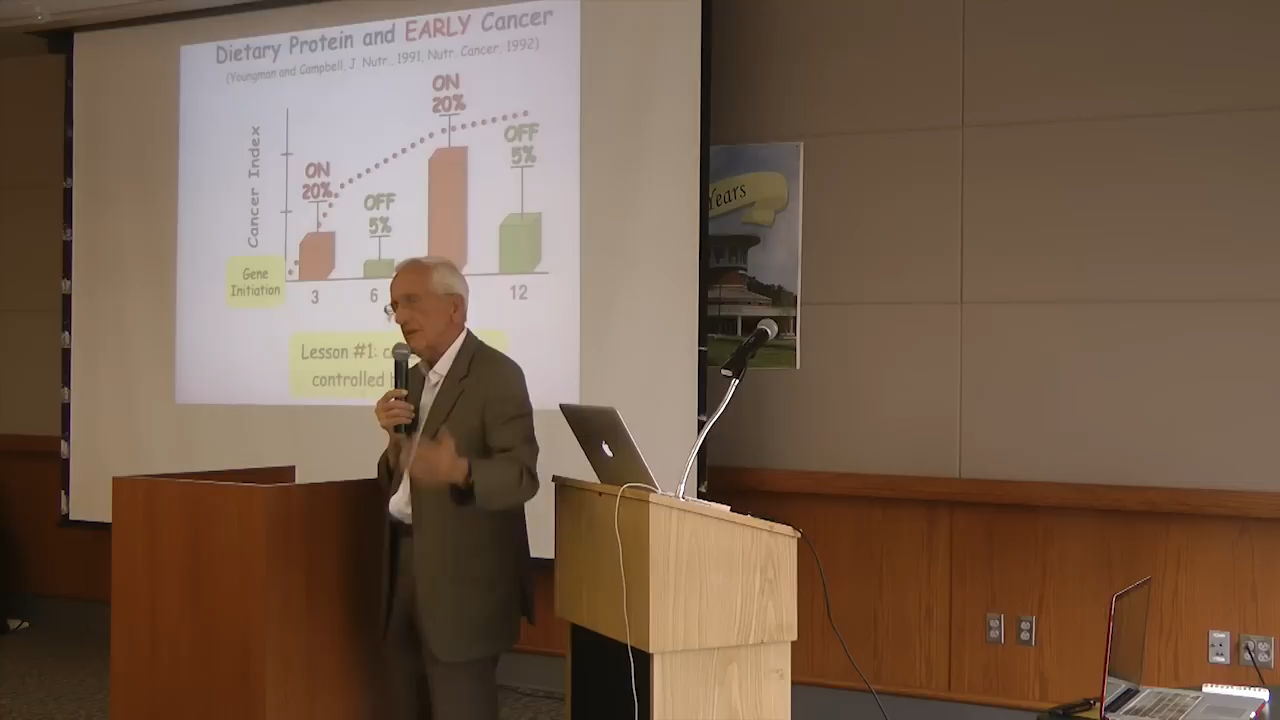 Dietary Protein and EARLY Cancer
(Youngman and Campbell, J. Nutr., 1991, Nutr. Cancer, 1992)
ON
20%
OFF
5%
ON
20%
OFF
5%
Cancer Index
Gene
Initiation
3
6
12
Lesson #1:
controlled
Years